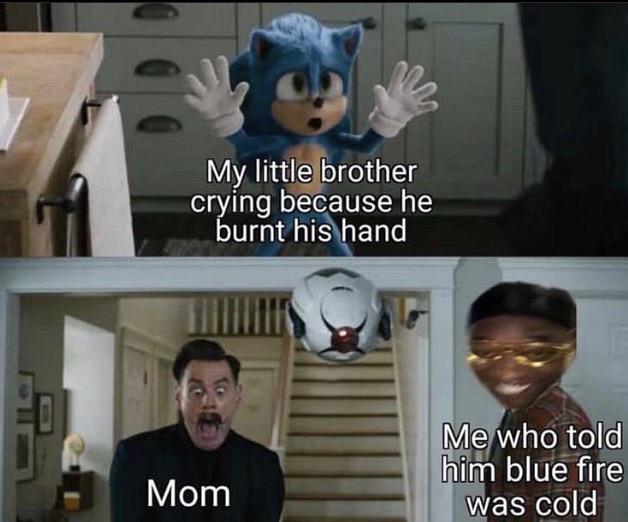 My little brother
crying because he
burnt his hand
Mom
Me who told
him blue fire
was cold